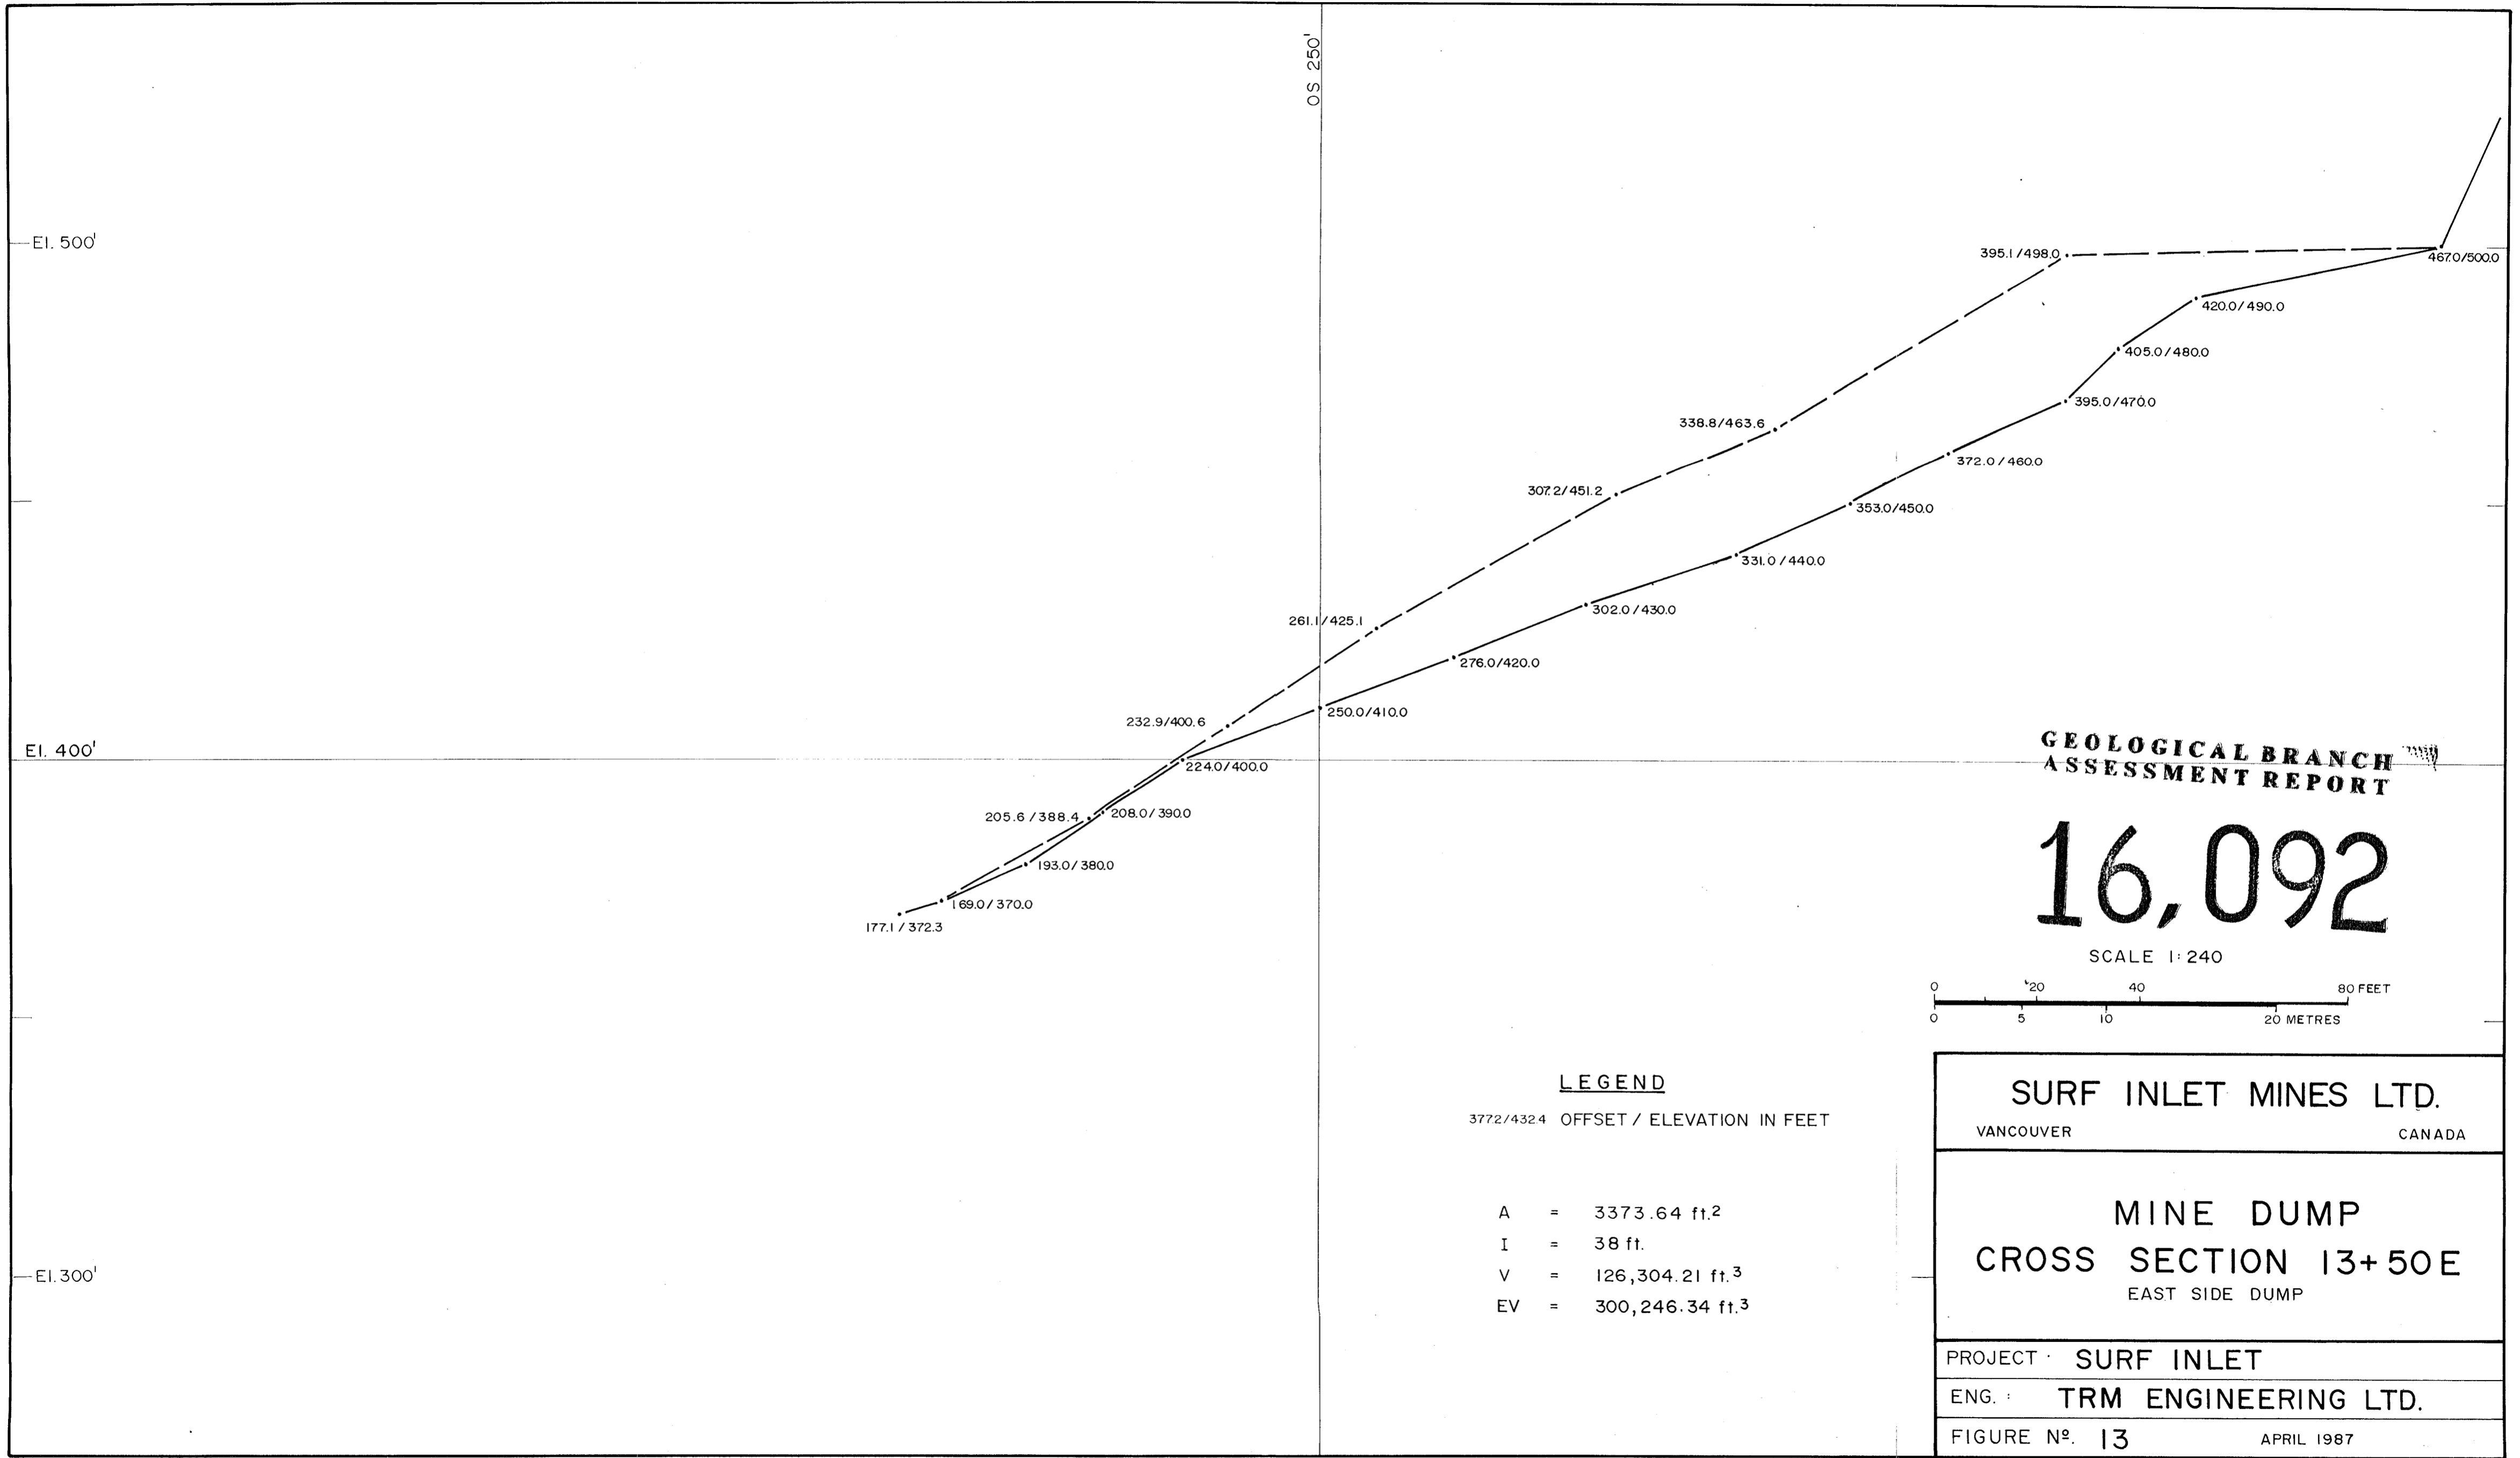 OS 250'
El. 500'
395.1/498.0
467.0/500.0
420.0/490.0
405.0/480.0
395.0/470.0
338.8/463.6
372.0/460.0
307.2/451.2
353.0/450.0
331.0/440.0
302.0/430.0
261.1/425.1
276.0/420.0
250.0/410.0
232.9/400.6
El. 400'
224.0/400.0
205.6/388.4
208.0/390.0
193.0/380.0
169.0/370.0
177.1/372.3
GEOLOGICAL BRANCH
ASSESSMENT REPORT
16,092
SCALE 1:240
0 20 40 80 FEET
0 5 10 20 METRES
LEGEND
377.2/432.4 OFFSET / ELEVATION IN FEET
A = 3373.64 ft.²
I = 38 ft.
V = 126,304.21 ft.³
EV = 300,246.34 ft.³
El. 300'
SURF INLET MINES LTD.
VANCOUVER CANADA
MINE DUMP
CROSS SECTION 13+50E
EAST SIDE DUMP
PROJECT : SURF INLET
ENG. : TRM ENGINEERING LTD.
FIGURE Nº. 13 APRIL 1987